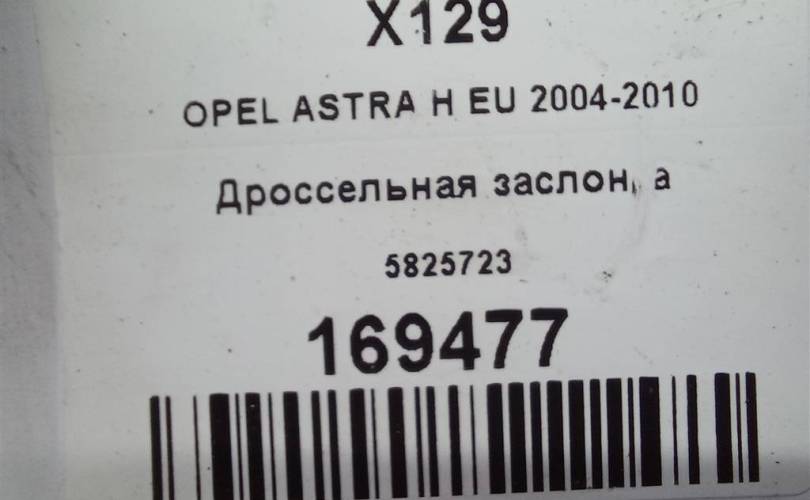 X129
OPEL ASTRA H EU 2004-2010
Дроссельная заслон, а
5825723
169477